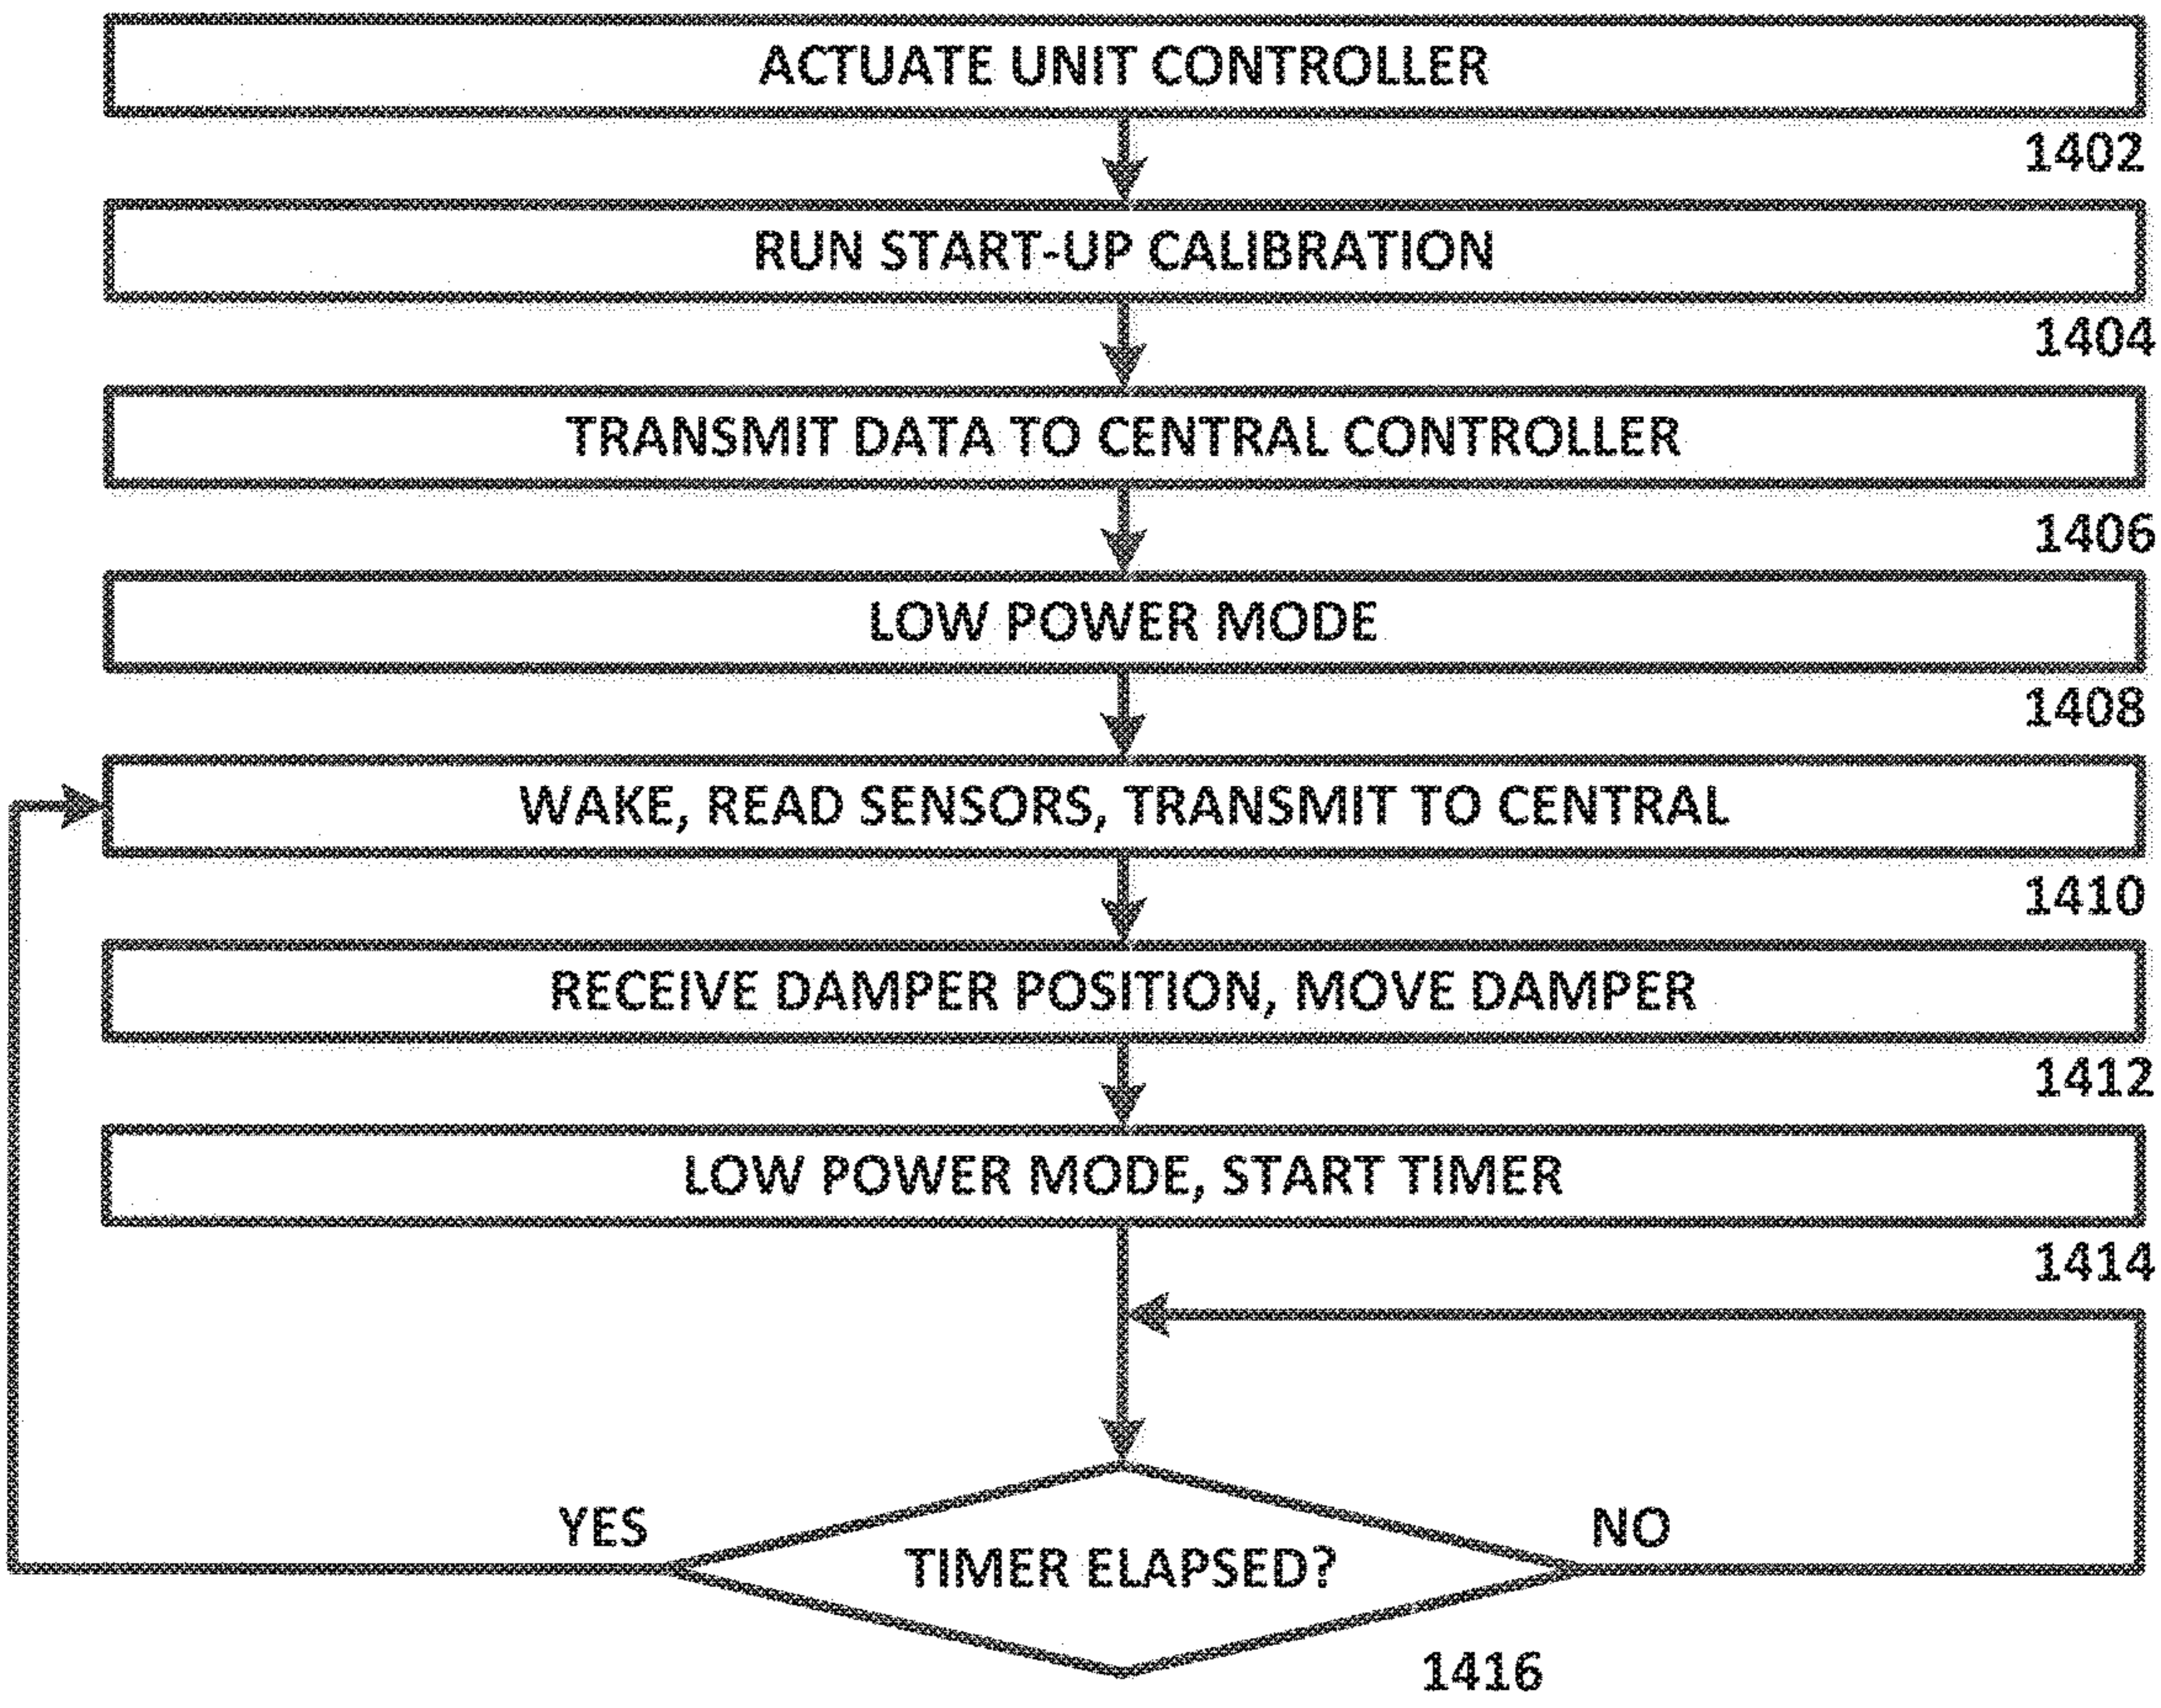 ACTUATE UNIT CONTROLLER
1402
RUN START-UP CALIBRATION
1404
TRANSMIT DATA TO CENTRAL CONTROLLER
1406
LOW POWER MODE
1408
WAKE, READ SENSORS, TRANSMIT TO CENTRAL
1410
RECEIVE DAMPER POSITION, MOVE DAMPER
1412
LOW POWER MODE, START TIMER
1414
YES
NO
TIMER ELAPSED?
1416